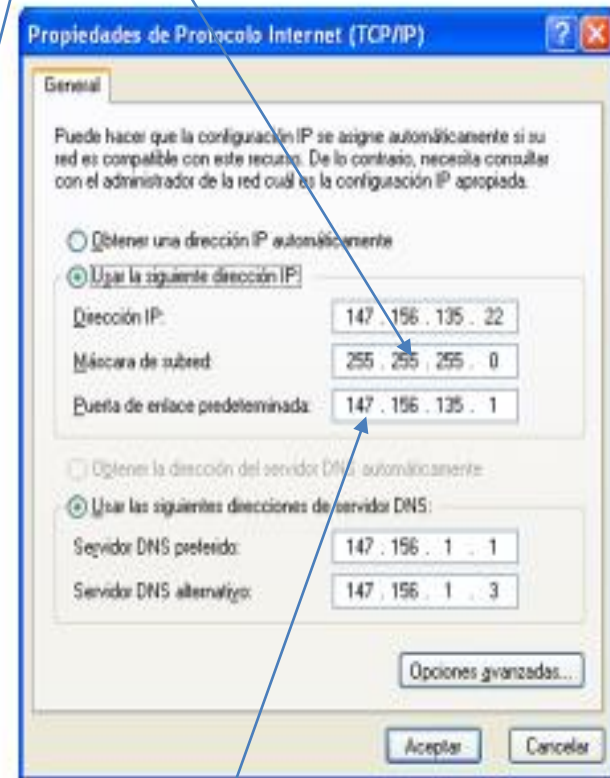 Propiedades de Protocolo Internet (TCP/IP)
General
Puede hacer que la configuración IP se asigne automáticamente si su
red es compatible con este recurso. De lo contrario, necesita consultar
con el administrador de la red cuál es la configuración IP apropiada.
Obtener una dirección IP automáticamente
Usar la siguiente dirección IP:
Dirección IP: 147 . 156 . 135 . 22
Máscara de subred: 255 . 255 . 255 . 0
Puerta de enlace predeterminada: 147 . 156 . 135 . 1
Obtener la dirección del servidor DNS automáticamente
Usar las siguientes direcciones de servidor DNS:
Servidor DNS preferido: 147 . 156 . 1 . 1
Servidor DNS alternativo: 147 . 156 . 1 . 3
Opciones avanzadas...
Aceptar Cancelar